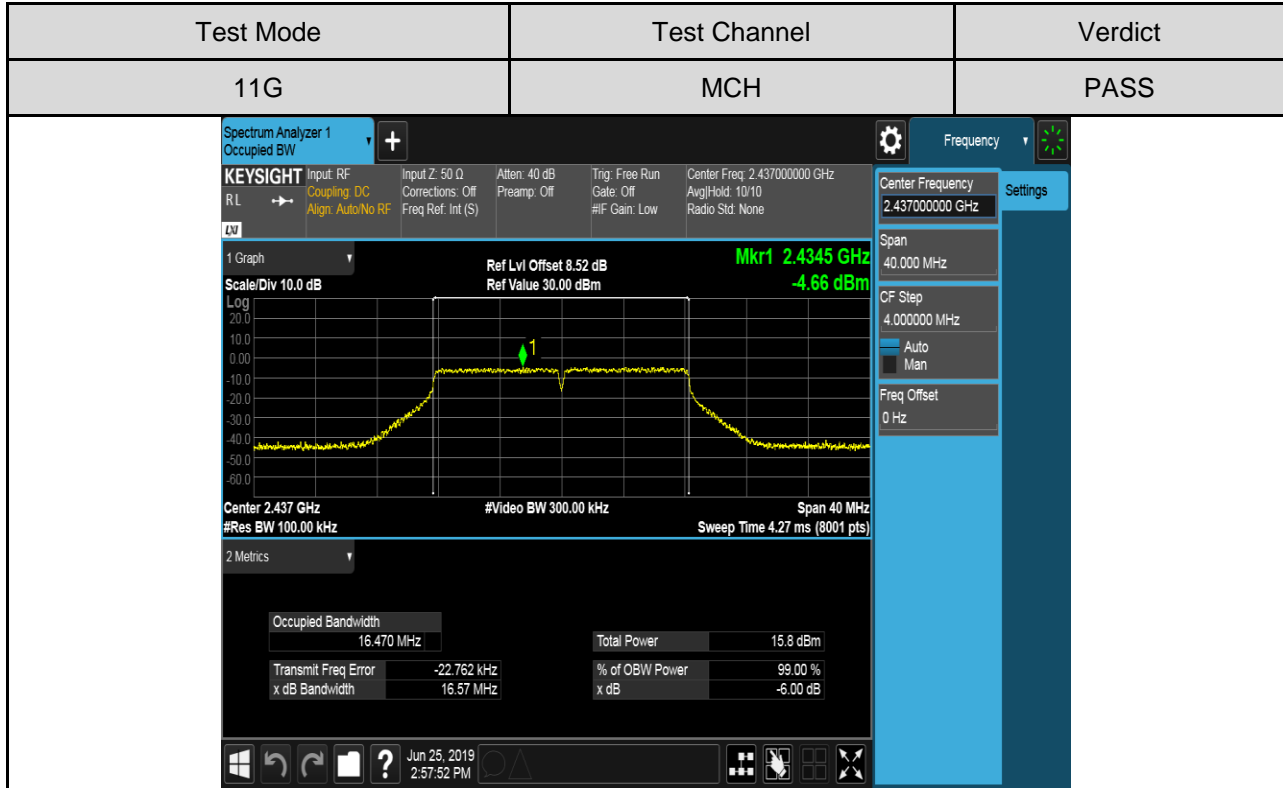 Test Mode Test Channel Verdict
11G MCH PASS
Spectrum Analyzer 1
Occupied BW
+
Frequency
KEYSIGHT Input: RF Input Z: 50 Ω Atten: 40 dB Trig: Free Run Center Freq: 2.437000000 GHz
RL Coupling: DC Corrections: Off Preamp: Off Gate: Off Avg|Hold: 10/10
Align: Auto/No RF Freq Ref: Int (S) #IF Gain: Low Radio Std: None
LXI
Center Frequency
2.437000000 GHz
Settings
Span
40.000 MHz
CF Step
4.000000 MHz
Auto
Man
Freq Offset
0 Hz
1 Graph Ref Lvl Offset 8.52 dB Mkr1 2.4345 GHz
Scale/Div 10.0 dB Ref Value 30.00 dBm -4.66 dBm
Log
20.0
10.0
0.00
-10.0
-20.0
-30.0
-40.0
-50.0
-60.0
1
Center 2.437 GHz #Video BW 300.00 kHz Span 40 MHz
#Res BW 100.00 kHz Sweep Time 4.27 ms (8001 pts)
2 Metrics
Occupied Bandwidth
16.470 MHz Total Power 15.8 dBm
Transmit Freq Error -22.762 kHz % of OBW Power 99.00 %
x dB Bandwidth 16.57 MHz x dB -6.00 dB
? Jun 25, 2019
2:57:52 PM